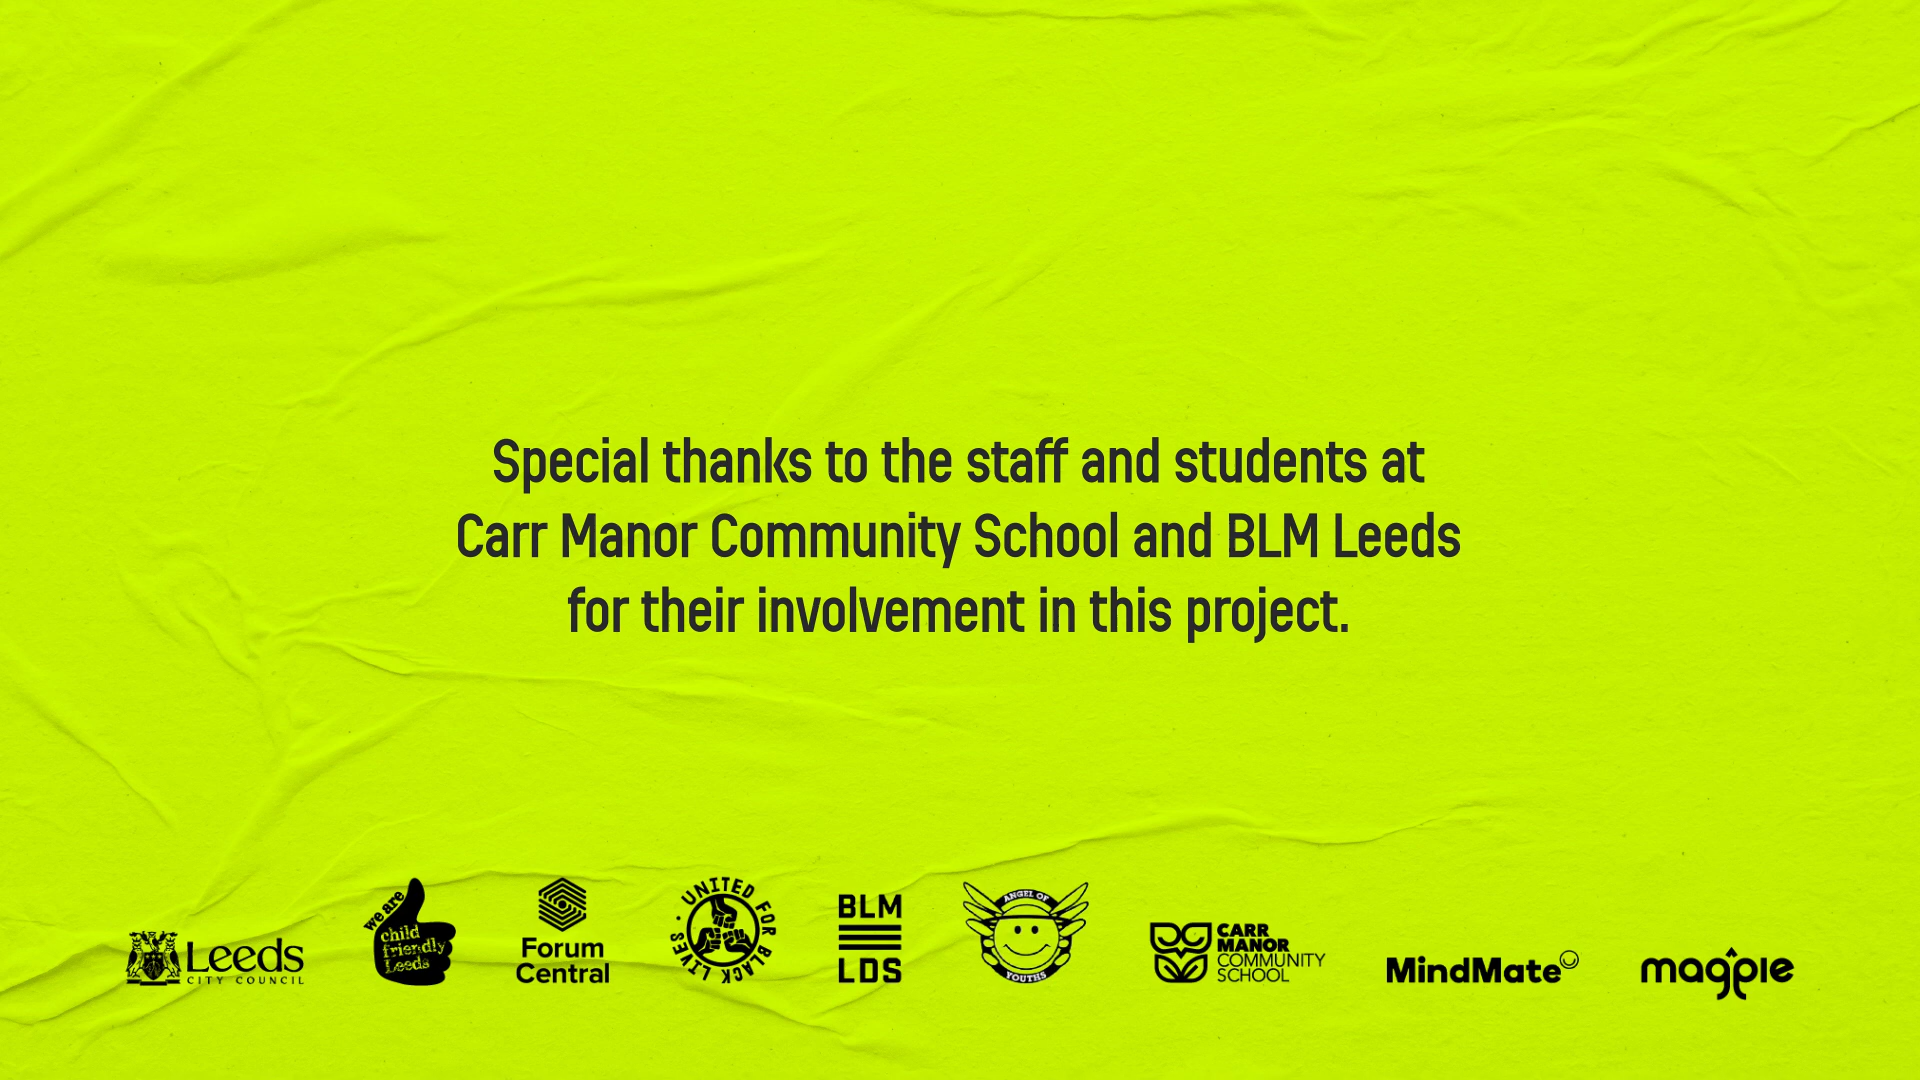 Special thanks to the staff and students at
Carr Manor Community School and BLM Leeds
for their involvement in this project.
Leeds
CITY COUNCIL
we are
child
friendly
Leeds
Forum
Central
UNITED FOR BLACK LIVES
BLM
LDS
ANGEL OF
YOUTHS
CARR
MANOR
COMMUNITY
SCHOOL
MindMate
magpie